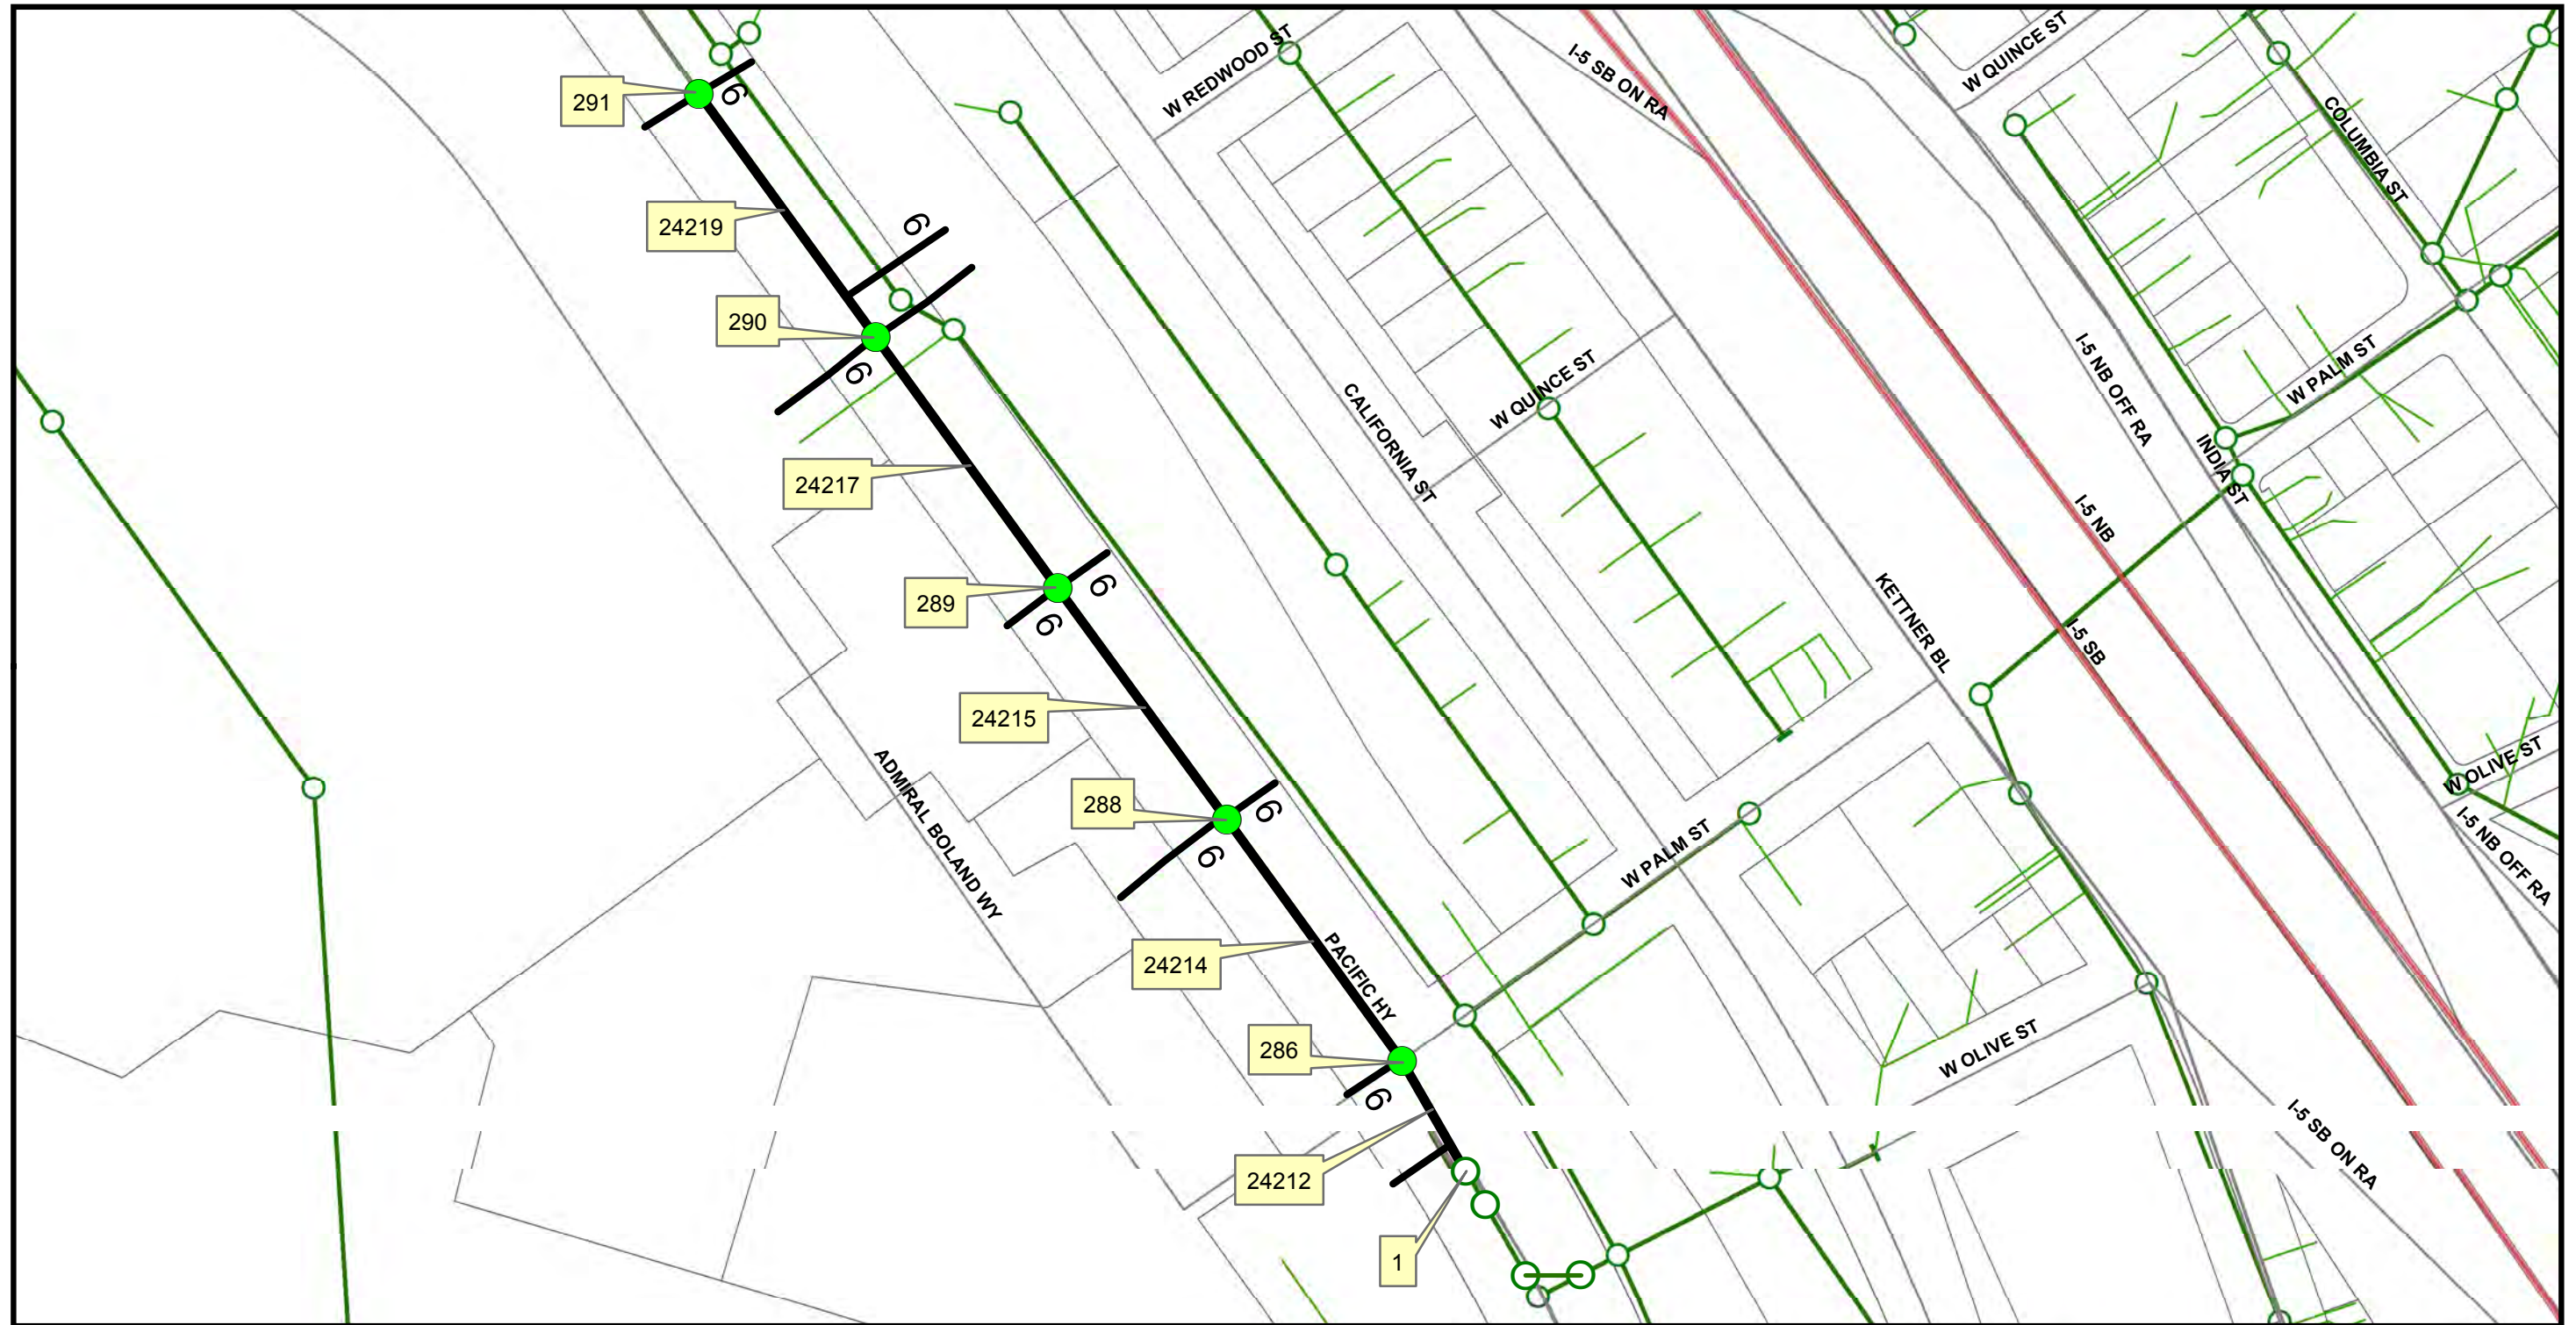 W REDWOOD ST
I-5 SB ON RA
W QUINCE ST
COLUMBIA ST
291
6
24219
6
290
6
W PALM ST
I-5 NB OFF RA
W QUINCE ST
CALIFORNIA ST
INDIA ST
24217
I-5 NB
289
6
6
KETTNER BL
I-5 SB
24215
288
6
6
W OLIVE ST
I-5 NB OFF RA
ADMIRAL BOLAND WY
W PALM ST
24214
PACIFIC HY
286
6
W OLIVE ST
I-5 SB ON RA
24212
1